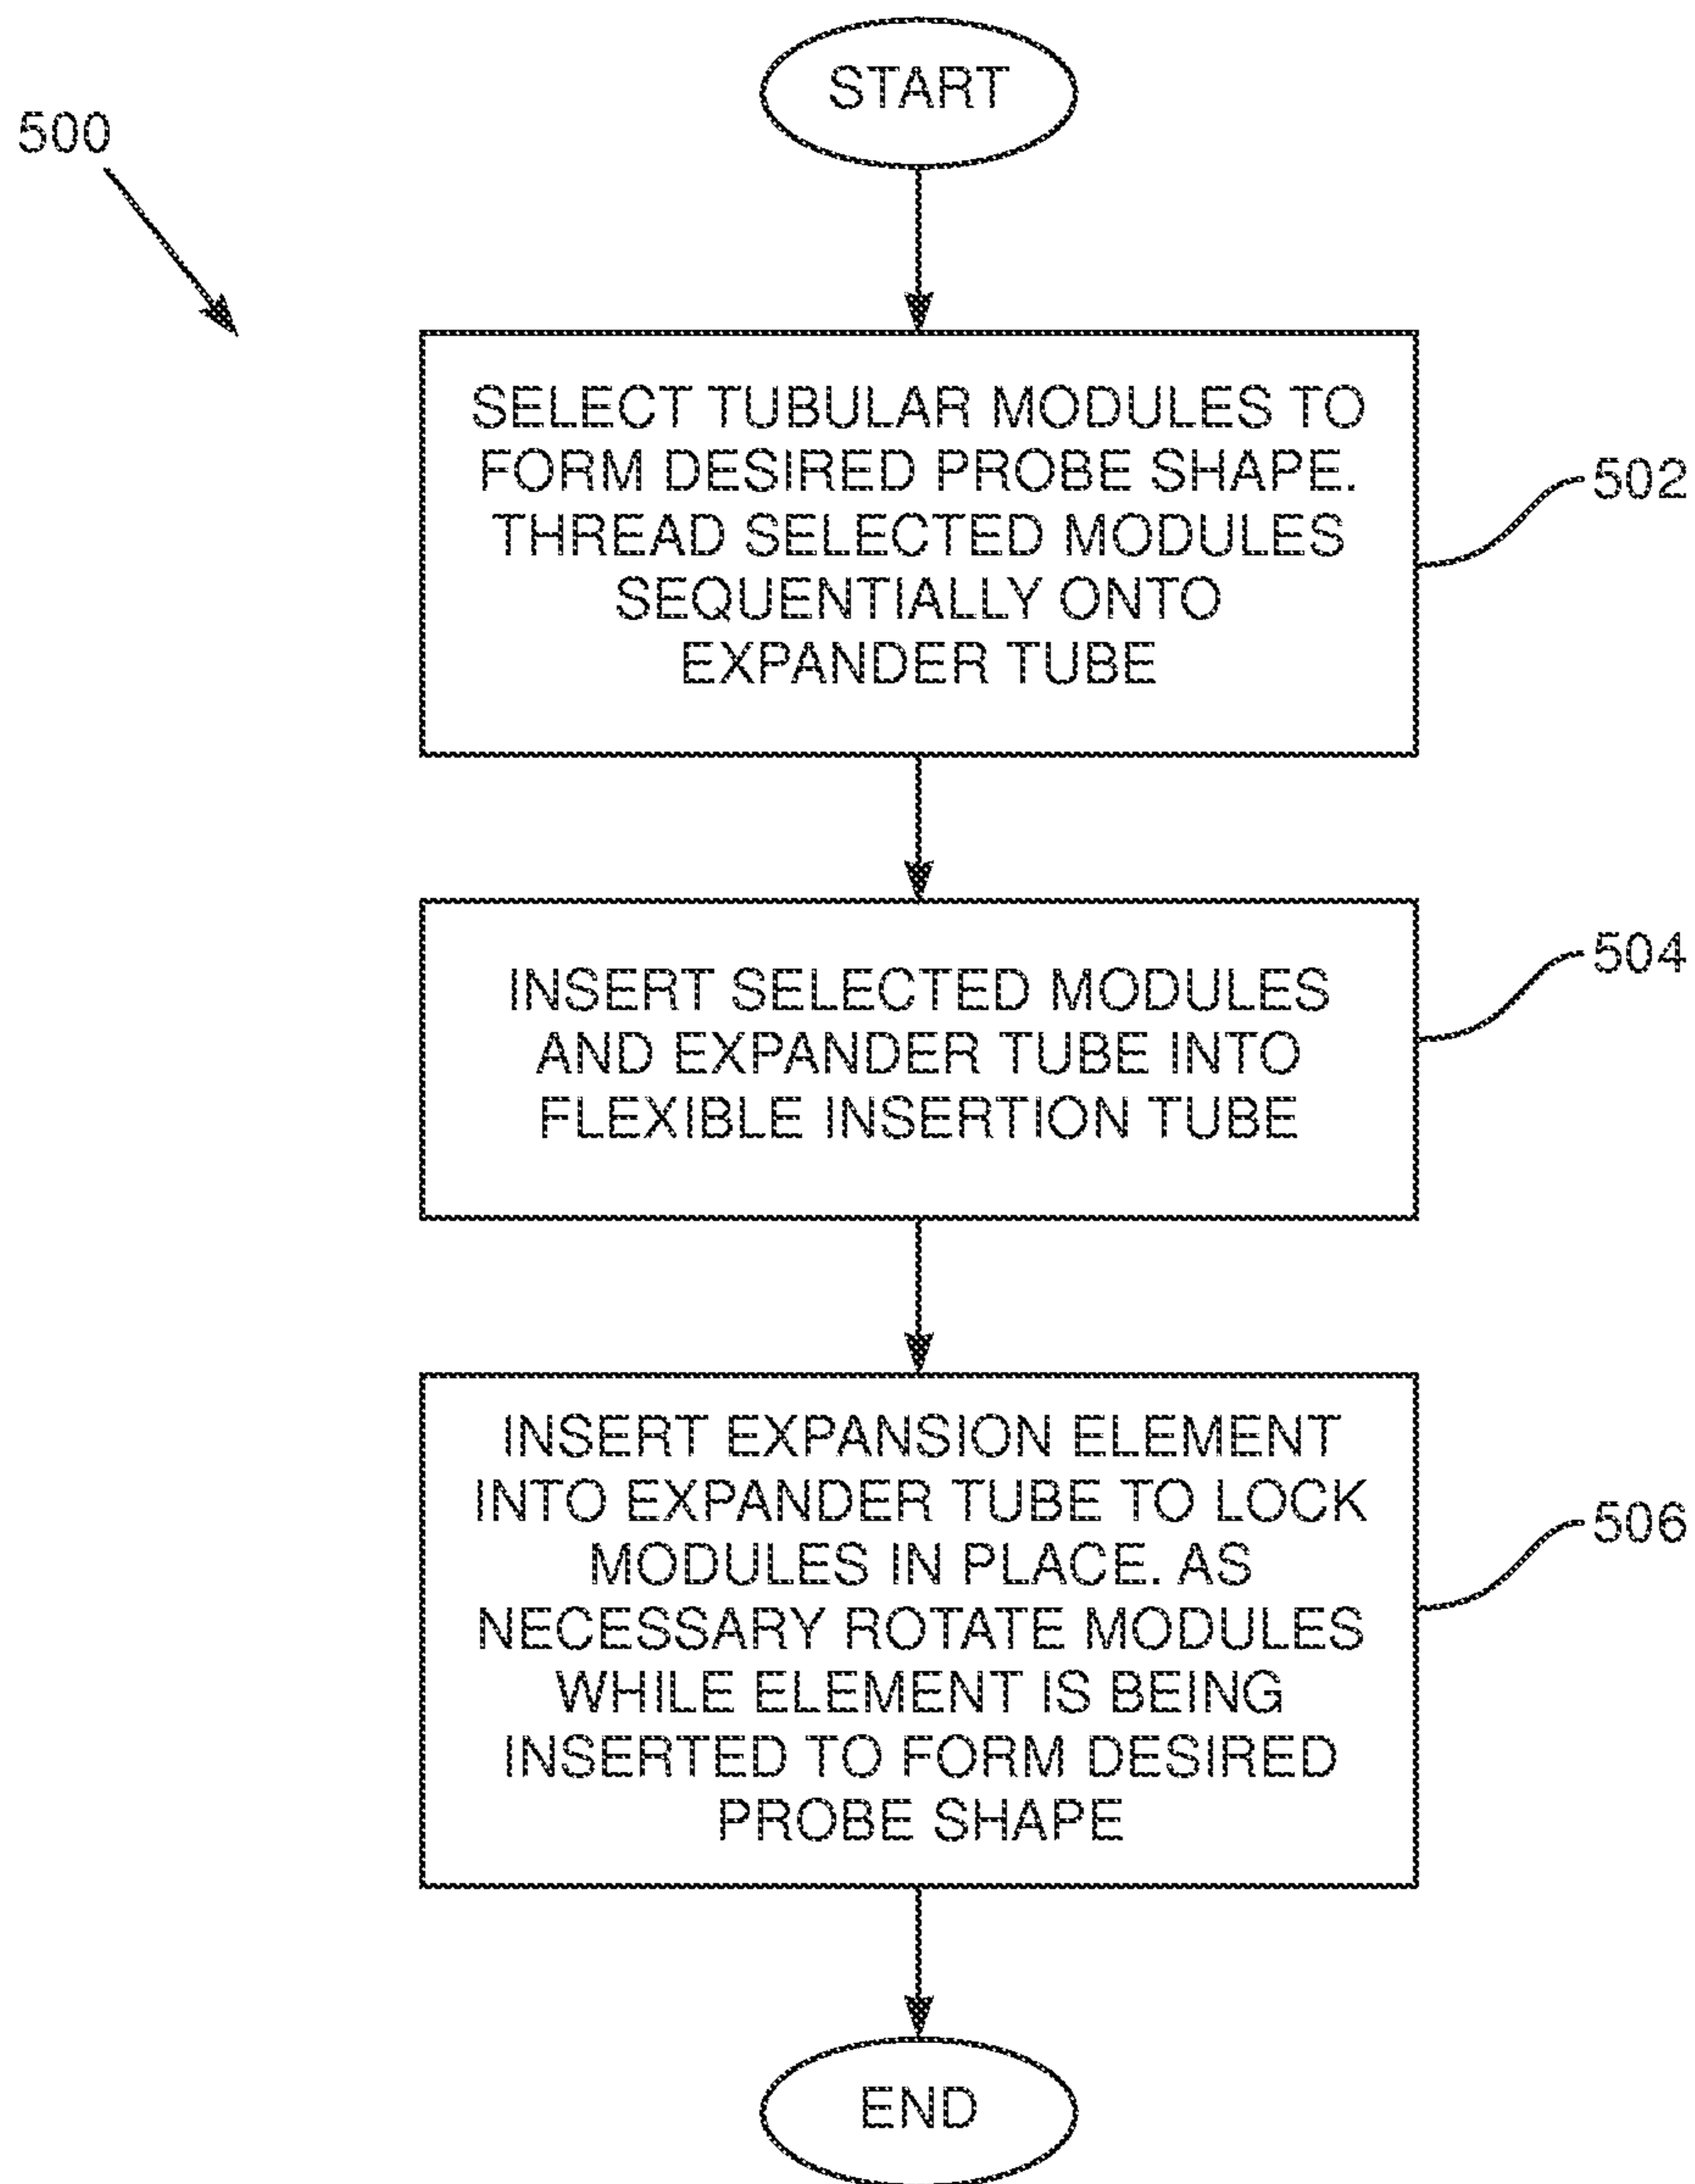 START
500
SELECT TUBULAR MODULES TO
FORM DESIRED PROBE SHAPE.
THREAD SELECTED MODULES
SEQUENTIALLY ONTO
EXPANDER TUBE
502
INSERT SELECTED MODULES
AND EXPANDER TUBE INTO
FLEXIBLE INSERTION TUBE
504
INSERT EXPANSION ELEMENT
INTO EXPANDER TUBE TO LOCK
MODULES IN PLACE. AS
NECESSARY ROTATE MODULES
WHILE ELEMENT IS BEING
INSERTED TO FORM DESIRED
PROBE SHAPE
506
END